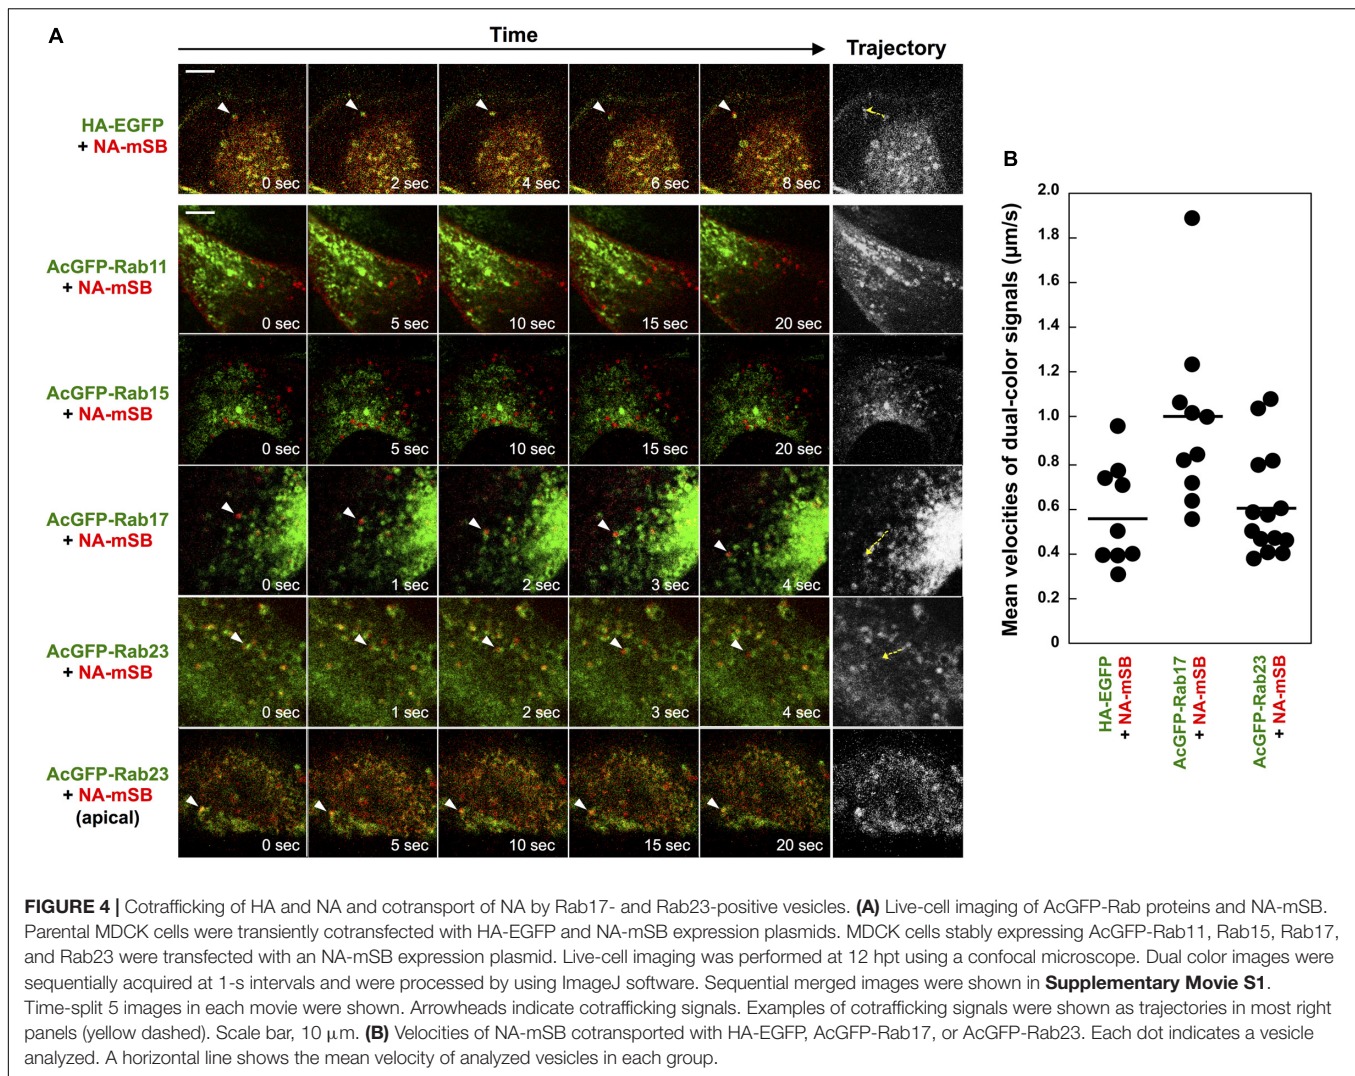 A
Time
Trajectory
HA-EGFP
+ NA-mSB
0 sec
2 sec
4 sec
6 sec
8 sec
AcGFP-Rab11
+ NA-mSB
0 sec
5 sec
10 sec
15 sec
20 sec
AcGFP-Rab15
+ NA-mSB
0 sec
5 sec
10 sec
15 sec
20 sec
AcGFP-Rab17
+ NA-mSB
0 sec
1 sec
2 sec
3 sec
4 sec
AcGFP-Rab23
+ NA-mSB
0 sec
1 sec
2 sec
3 sec
4 sec
AcGFP-Rab23
+ NA-mSB
(apical)
0 sec
5 sec
10 sec
15 sec
20 sec
B
Mean velocities of dual-color signals (µm/s)
2.0
1.8
1.6
1.4
1.2
1.0
0.8
0.6
0.4
0.2
0
HA-EGFP
+ NA-mSB
AcGFP-Rab17
+ NA-mSB
AcGFP-Rab23
+ NA-mSB
FIGURE 4 | Cotrafficking of HA and NA and cotransport of NA by Rab17- and Rab23-positive vesicles. (A) Live-cell imaging of AcGFP-Rab proteins and NA-mSB.
Parental MDCK cells were transiently cotransfected with HA-EGFP and NA-mSB expression plasmids. MDCK cells stably expressing AcGFP-Rab11, Rab15, Rab17,
and Rab23 were transfected with an NA-mSB expression plasmid. Live-cell imaging was performed at 12 hpt using a confocal microscope. Dual color images were
sequentially acquired at 1-s intervals and were processed by using ImageJ software. Sequential merged images were shown in Supplementary Movie S1.
Time-split 5 images in each movie were shown. Arrowheads indicate cotrafficking signals. Examples of cotrafficking signals were shown as trajectories in most right
panels (yellow dashed). Scale bar, 10 µm. (B) Velocities of NA-mSB cotransported with HA-EGFP, AcGFP-Rab17, or AcGFP-Rab23. Each dot indicates a vesicle
analyzed. A horizontal line shows the mean velocity of analyzed vesicles in each group.